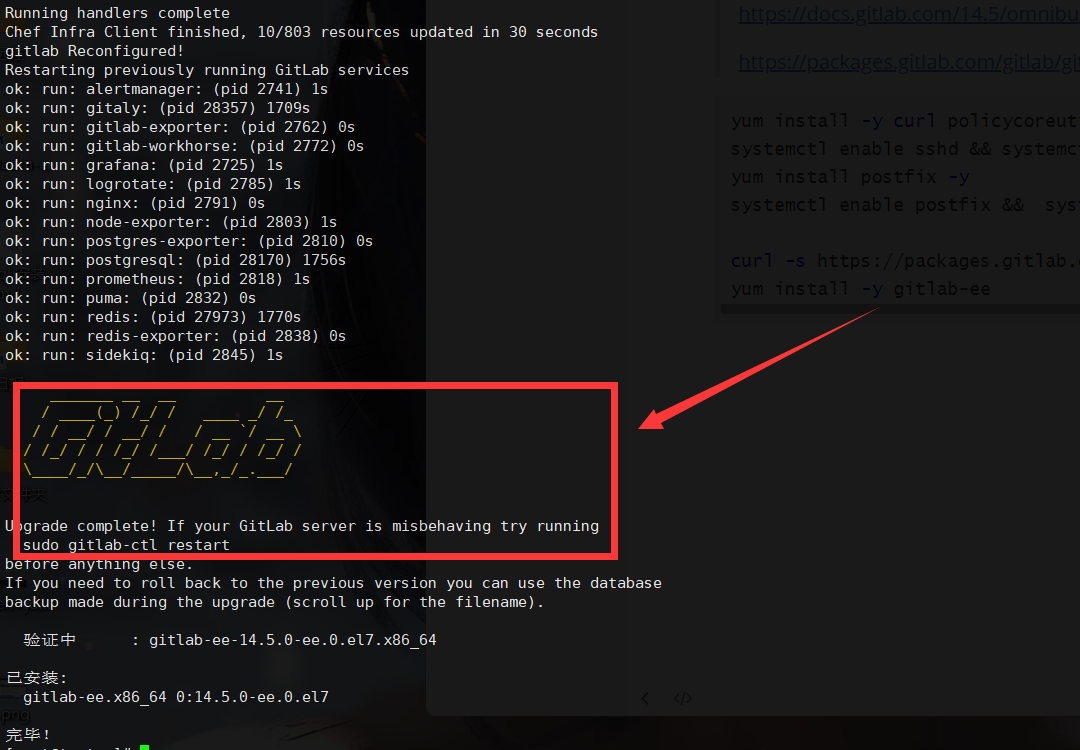 Running handlers complete
Chef Infra Client finished, 10/803 resources updated in 30 seconds
gitlab Reconfigured!
Restarting previously running GitLab services
ok: run: alertmanager: (pid 2741) 1s
ok: run: gitaly: (pid 28357) 1709s
ok: run: gitlab-exporter: (pid 2762) 0s
ok: run: gitlab-workhorse: (pid 2772) 0s
ok: run: grafana: (pid 2725) 1s
ok: run: logrotate: (pid 2785) 1s
ok: run: nginx: (pid 2791) 0s
ok: run: node-exporter: (pid 2803) 1s
ok: run: postgres-exporter: (pid 2810) 0s
ok: run: postgresql: (pid 28170) 1756s
ok: run: prometheus: (pid 2818) 1s
ok: run: puma: (pid 2832) 0s
ok: run: redis: (pid 27973) 1770s
ok: run: redis-exporter: (pid 2838) 0s
ok: run: sidekiq: (pid 2845) 1s
GitLab
Upgrade complete! If your GitLab server is misbehaving try running
sudo gitlab-ctl restart
before anything else.
If you need to roll back to the previous version you can use the database
backup made during the upgrade (scroll up for the filename).
验证中 : gitlab-ee-14.5.0-ee.0.el7.x86_64
已安装:
gitlab-ee.x86_64 0:14.5.0-ee.0.el7
完毕!
https://docs.gitlab.com/14.5/omnibu
https://packages.gitlab.com/gitlab/gi
yum install -y curl policycoreut
systemctl enable sshd && systemc
yum install postfix -y
systemctl enable postfix && sys
curl -s https://packages.gitlab.
yum install -y gitlab-ee
.png